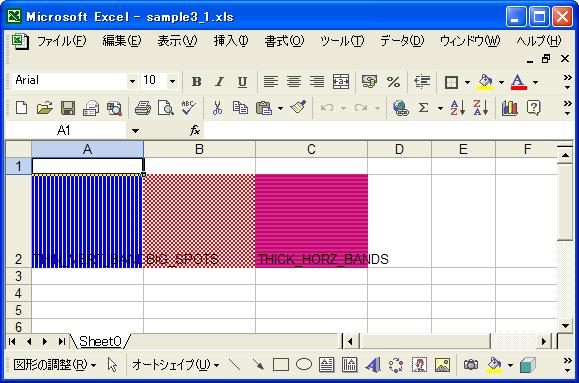 Microsoft Excel - sample3_1.xls
ファイル(F) 編集(E) 表示(V) 挿入(I) 書式(O) ツール(T) データ(D) ウィンドウ(W) ヘルプ(H)
Arial 10 B I U %
ABC Σ A Z Z A ?
A1 fx
A B C D E F
1
2 THIN_VERT_BAND BIG_SPOTS THICK_HORZ_BANDS
3
4
5
6
Sheet0
図形の調整(R) オートシェイプ(U)